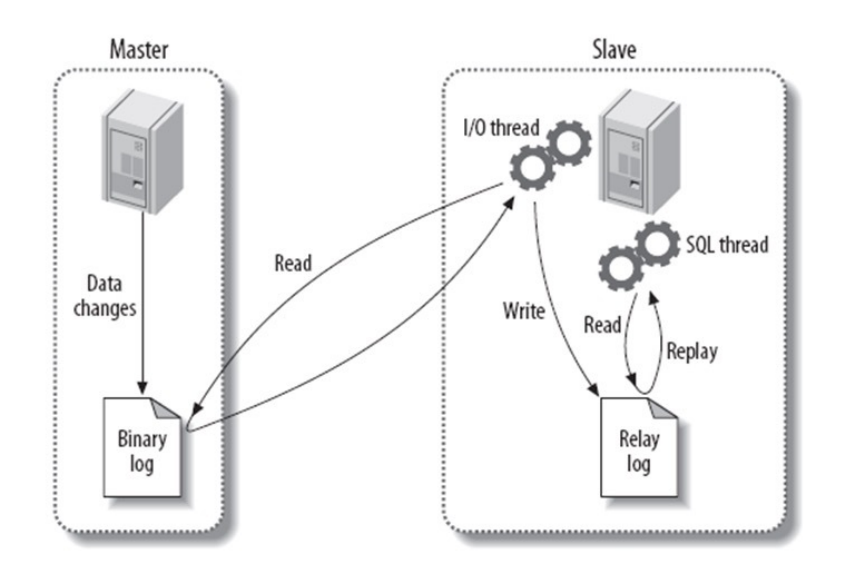 Master
Slave
I/O thread
SQL thread
Data
changes
Read
Write
Read
Replay
Binary
log
Relay
log